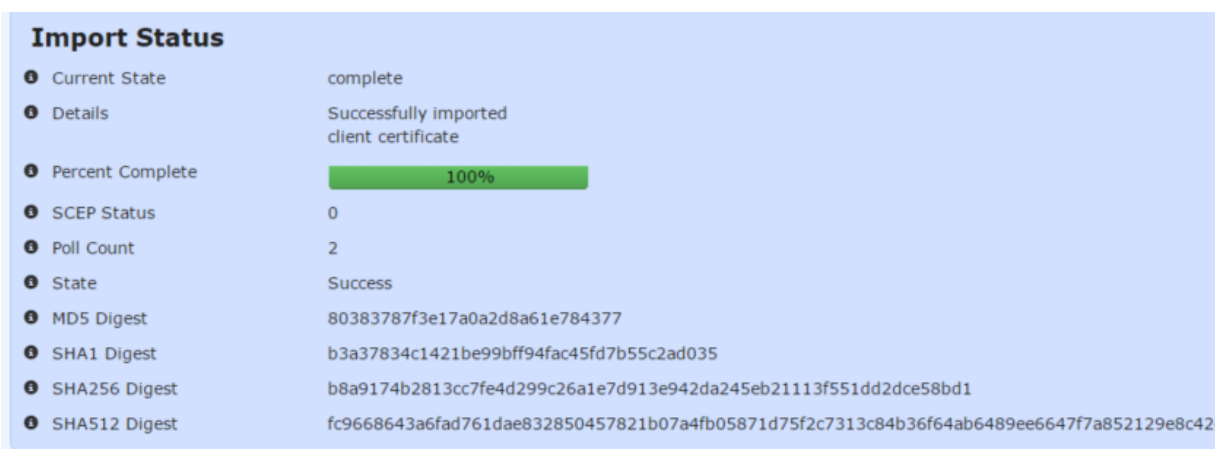 Import Status
Current State complete
Details Successfully imported
client certificate
Percent Complete 100%
SCEP Status 0
Poll Count 2
State Success
MD5 Digest 80383787f3e17a0a2d8a61e784377
SHA1 Digest b3a37834c1421be99bff94fac45fd7b55c2ad035
SHA256 Digest b8a9174b2813cc7fe4d299c26a1e7d913e942da245eb21113f551dd2dce58bd1
SHA512 Digest fc9668643a6fad761dae832850457821b07a4fb05871d75f2c7313c84b36f64ab6489ee6647f7a852129e8c42